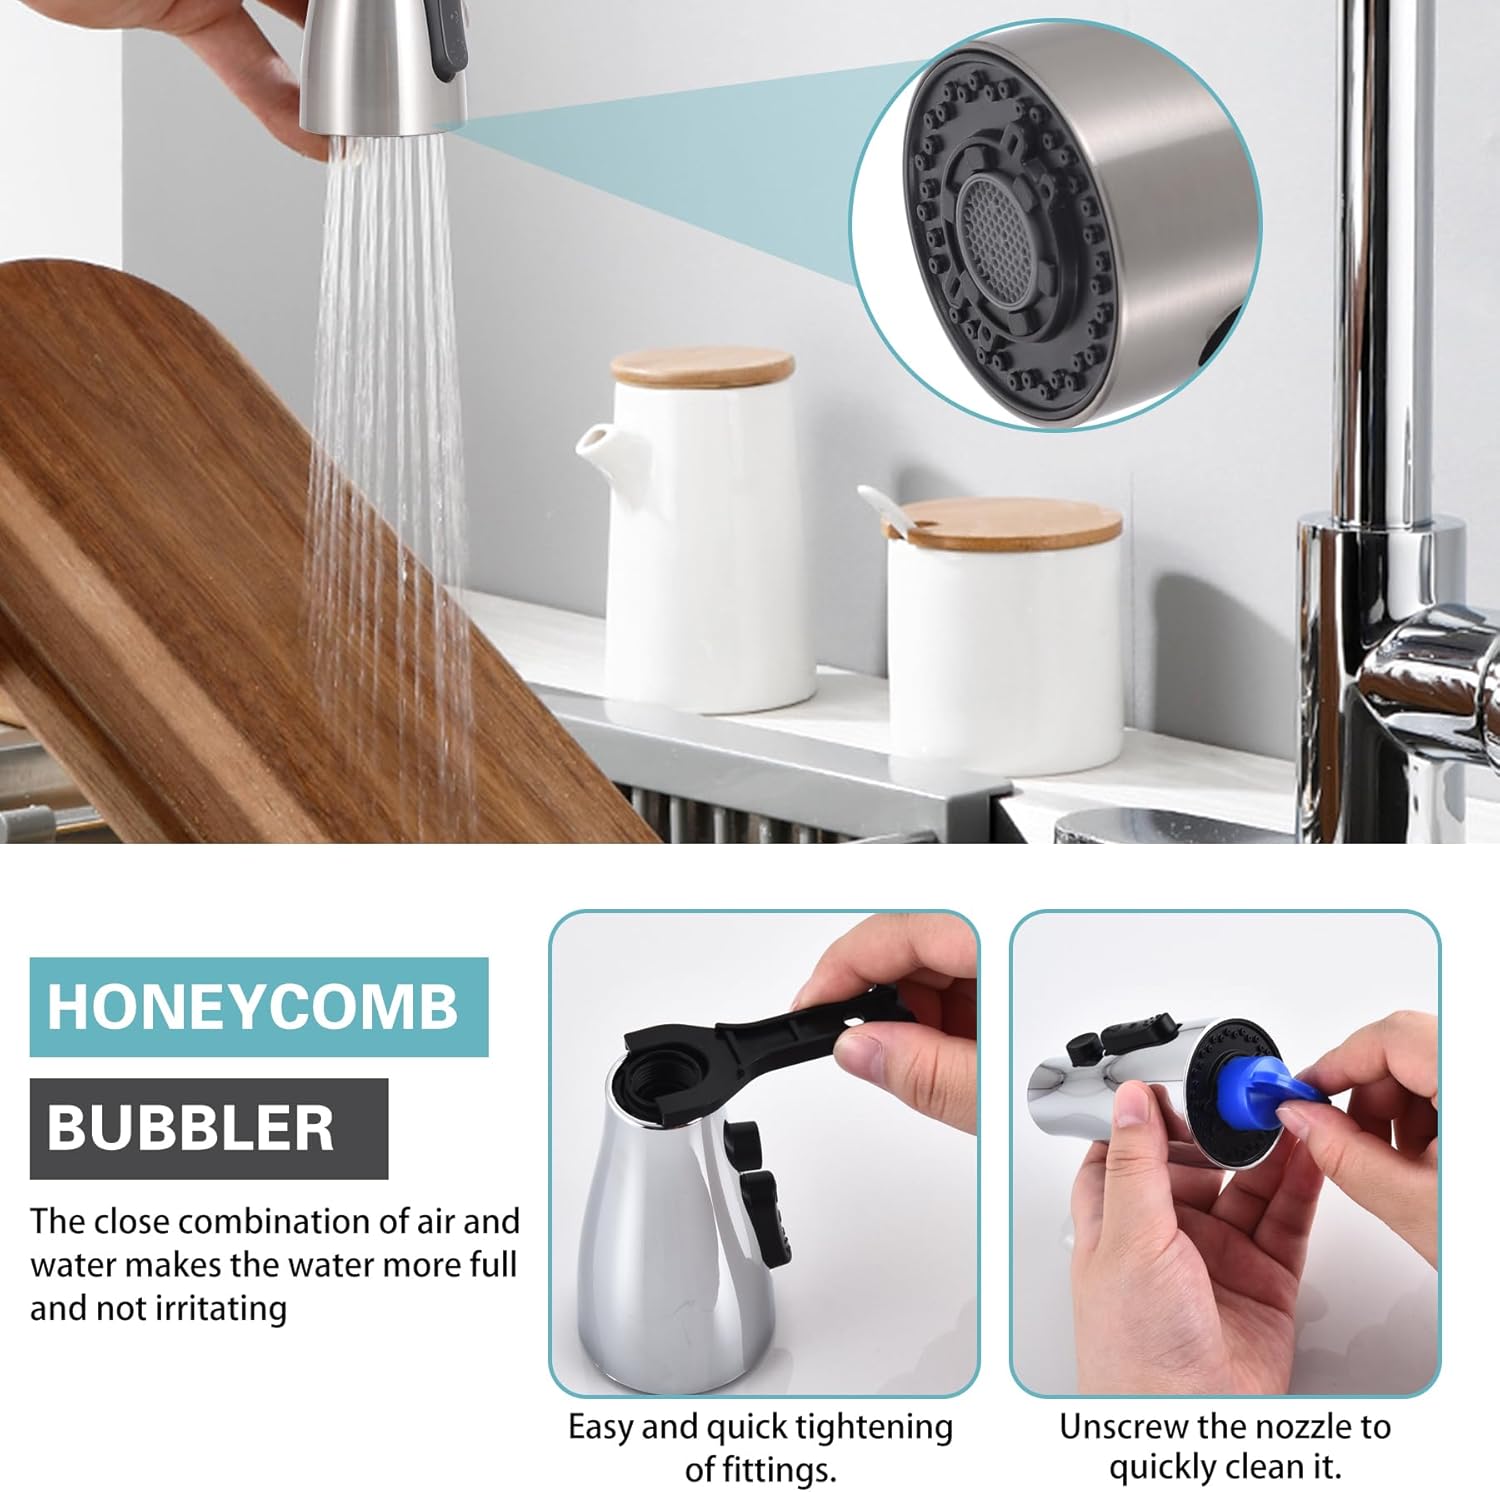 HONEYCOMB
BUBBLER
The close combination of air and
water makes the water more full
and not irritating
Easy and quick tightening
of fittings.
Unscrew the nozzle to
quickly clean it.